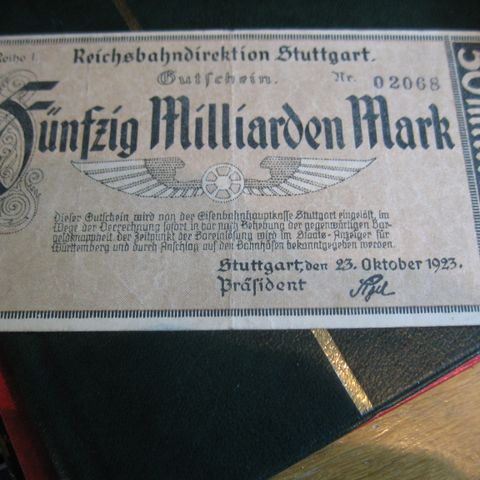 Reihe 1.
Reichsbahndirektion Stuttgart.
Gutschein. Nr. 02068
Fünfzig Milliarden Mark
Dieser Gutschein wird von der Eisenbahnhauptkasse Stuttgart eingelöst, im
Wege der Verrechnung sofort in bar nach Behebung der gegenwärtigen Bar-
geldknappheit. der Zeitpunkt der Bareinlösung wird im Staats-Anzeiger für
Württemberg und durch Anschlag auf den Bahnhöfen bekanntgegeben werden.
Stuttgart, den 23. Oktober 1923.
Präsident
50